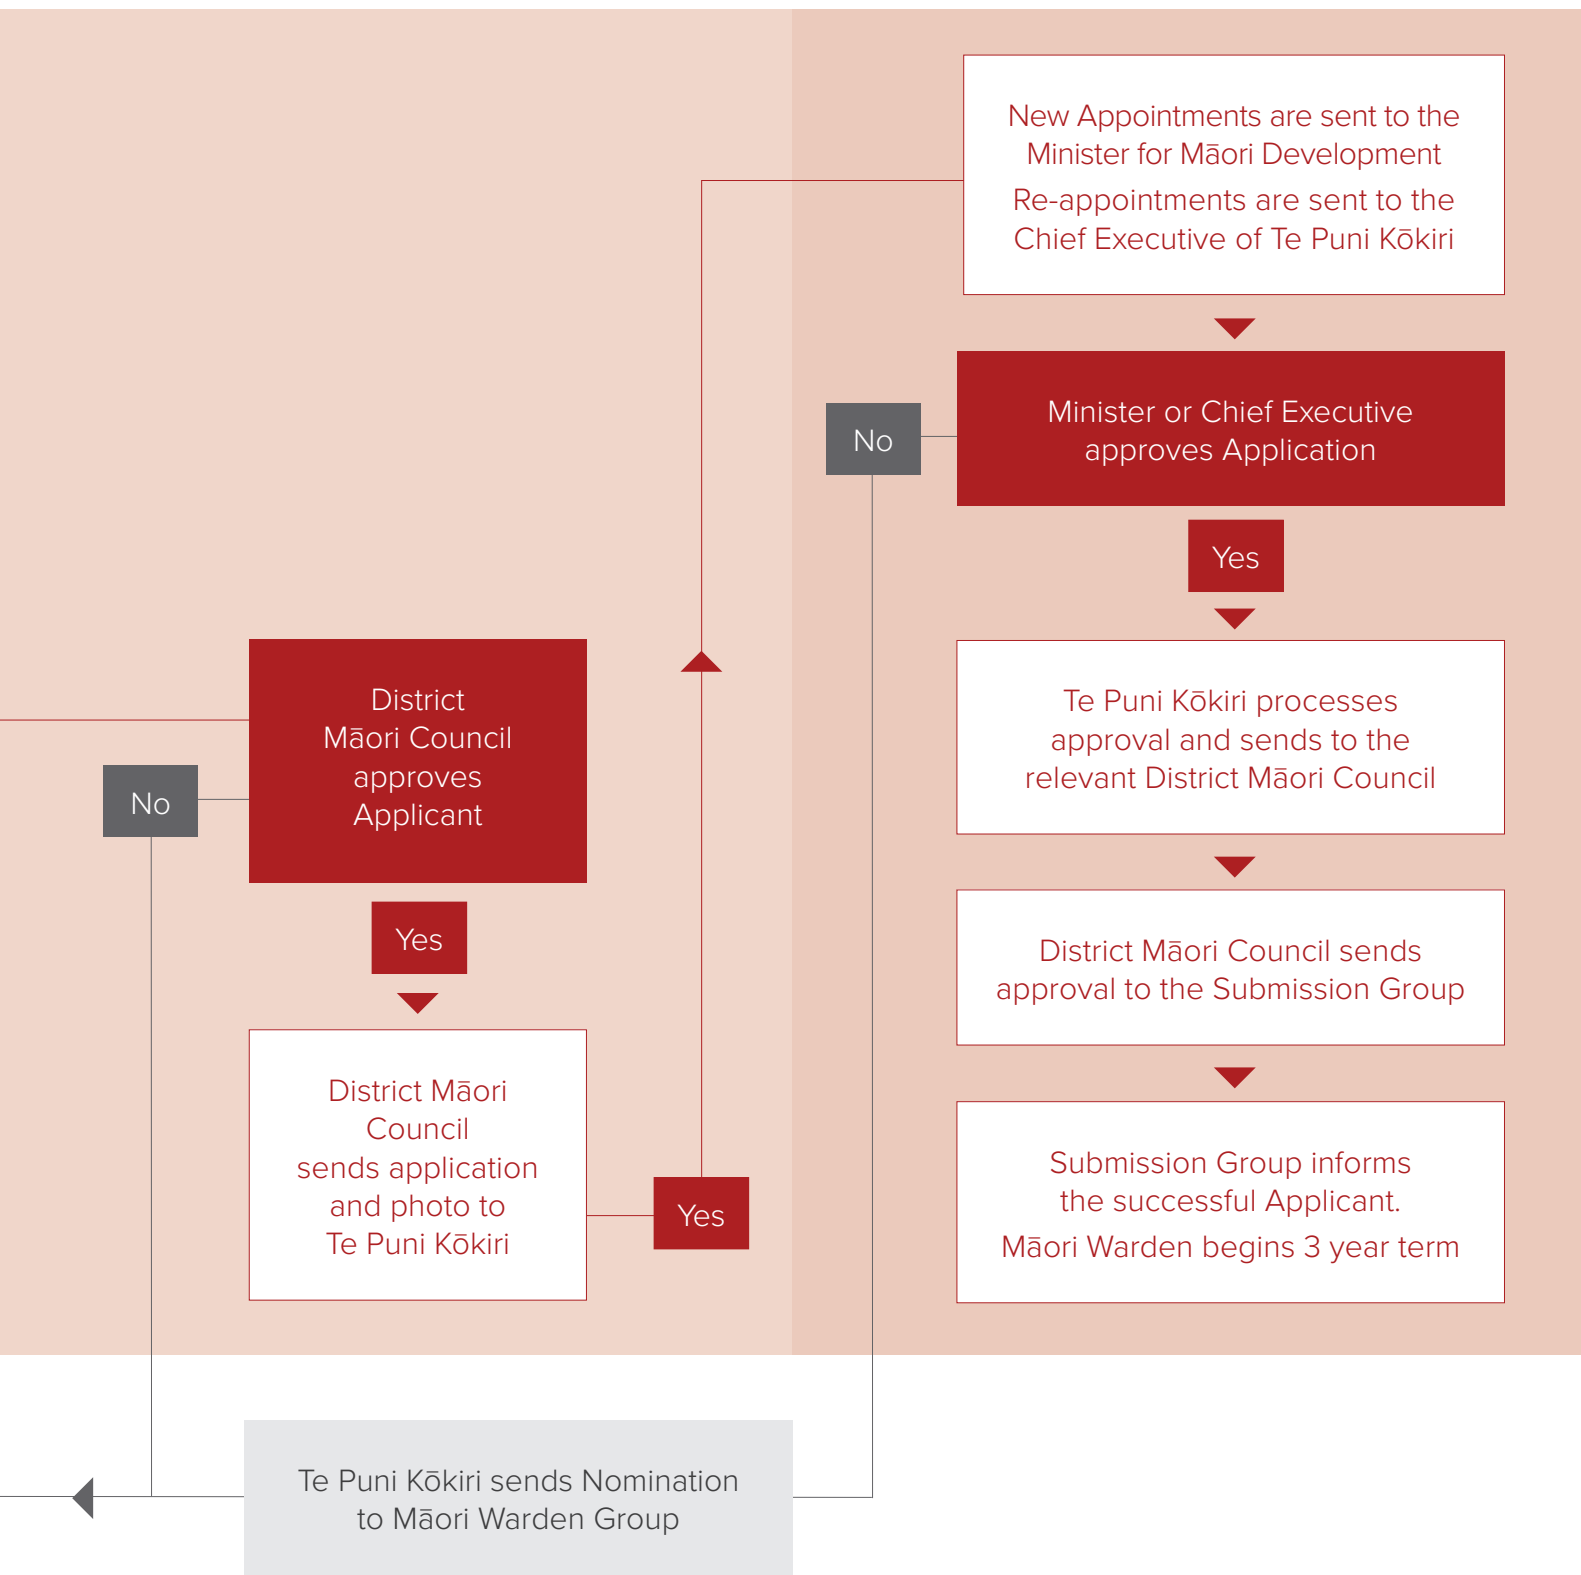 District
Māori Council
approves
Applicant
No
Yes
District Māori
Council
sends application
and photo to
Te Puni Kōkiri
Yes
New Appointments are sent to the
Minister for Māori Development
Re-appointments are sent to the
Chief Executive of Te Puni Kōkiri
Minister or Chief Executive
approves Application
No
Yes
Te Puni Kōkiri processes
approval and sends to the
relevant District Māori Council
District Māori Council sends
approval to the Submission Group
Submission Group informs
the successful Applicant.
Māori Warden begins 3 year term
Te Puni Kōkiri sends Nomination
to Māori Warden Group